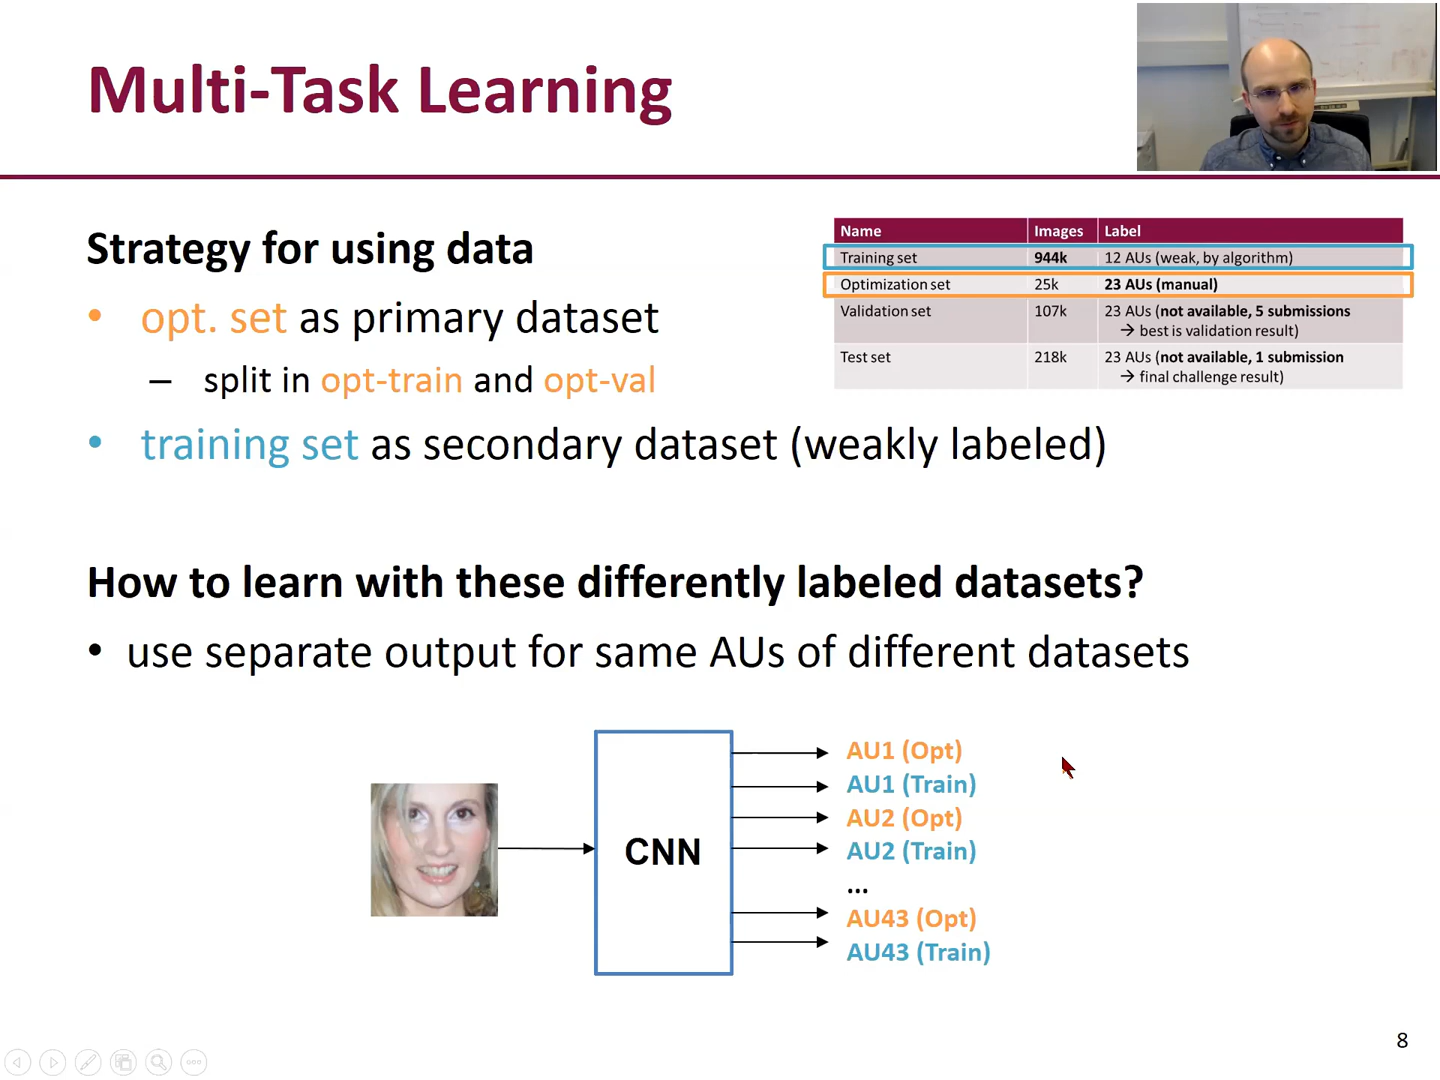 Multi-Task Learning
Strategy for using data
• opt. set as primary dataset
– split in opt-train and opt-val
• training set as secondary dataset (weakly labeled)
Name Images Label
Training set 944k 12 AUs (weak, by algorithm)
Optimization set 25k 23 AUs (manual)
Validation set 107k 23 AUs (not available, 5 submissions
→ best is validation result)
Test set 218k 23 AUs (not available, 1 submission
→ final challenge result)
How to learn with these differently labeled datasets?
• use separate output for same AUs of different datasets
CNN
AU1 (Opt)
AU1 (Train)
AU2 (Opt)
AU2 (Train)
...
AU43 (Opt)
AU43 (Train)
8